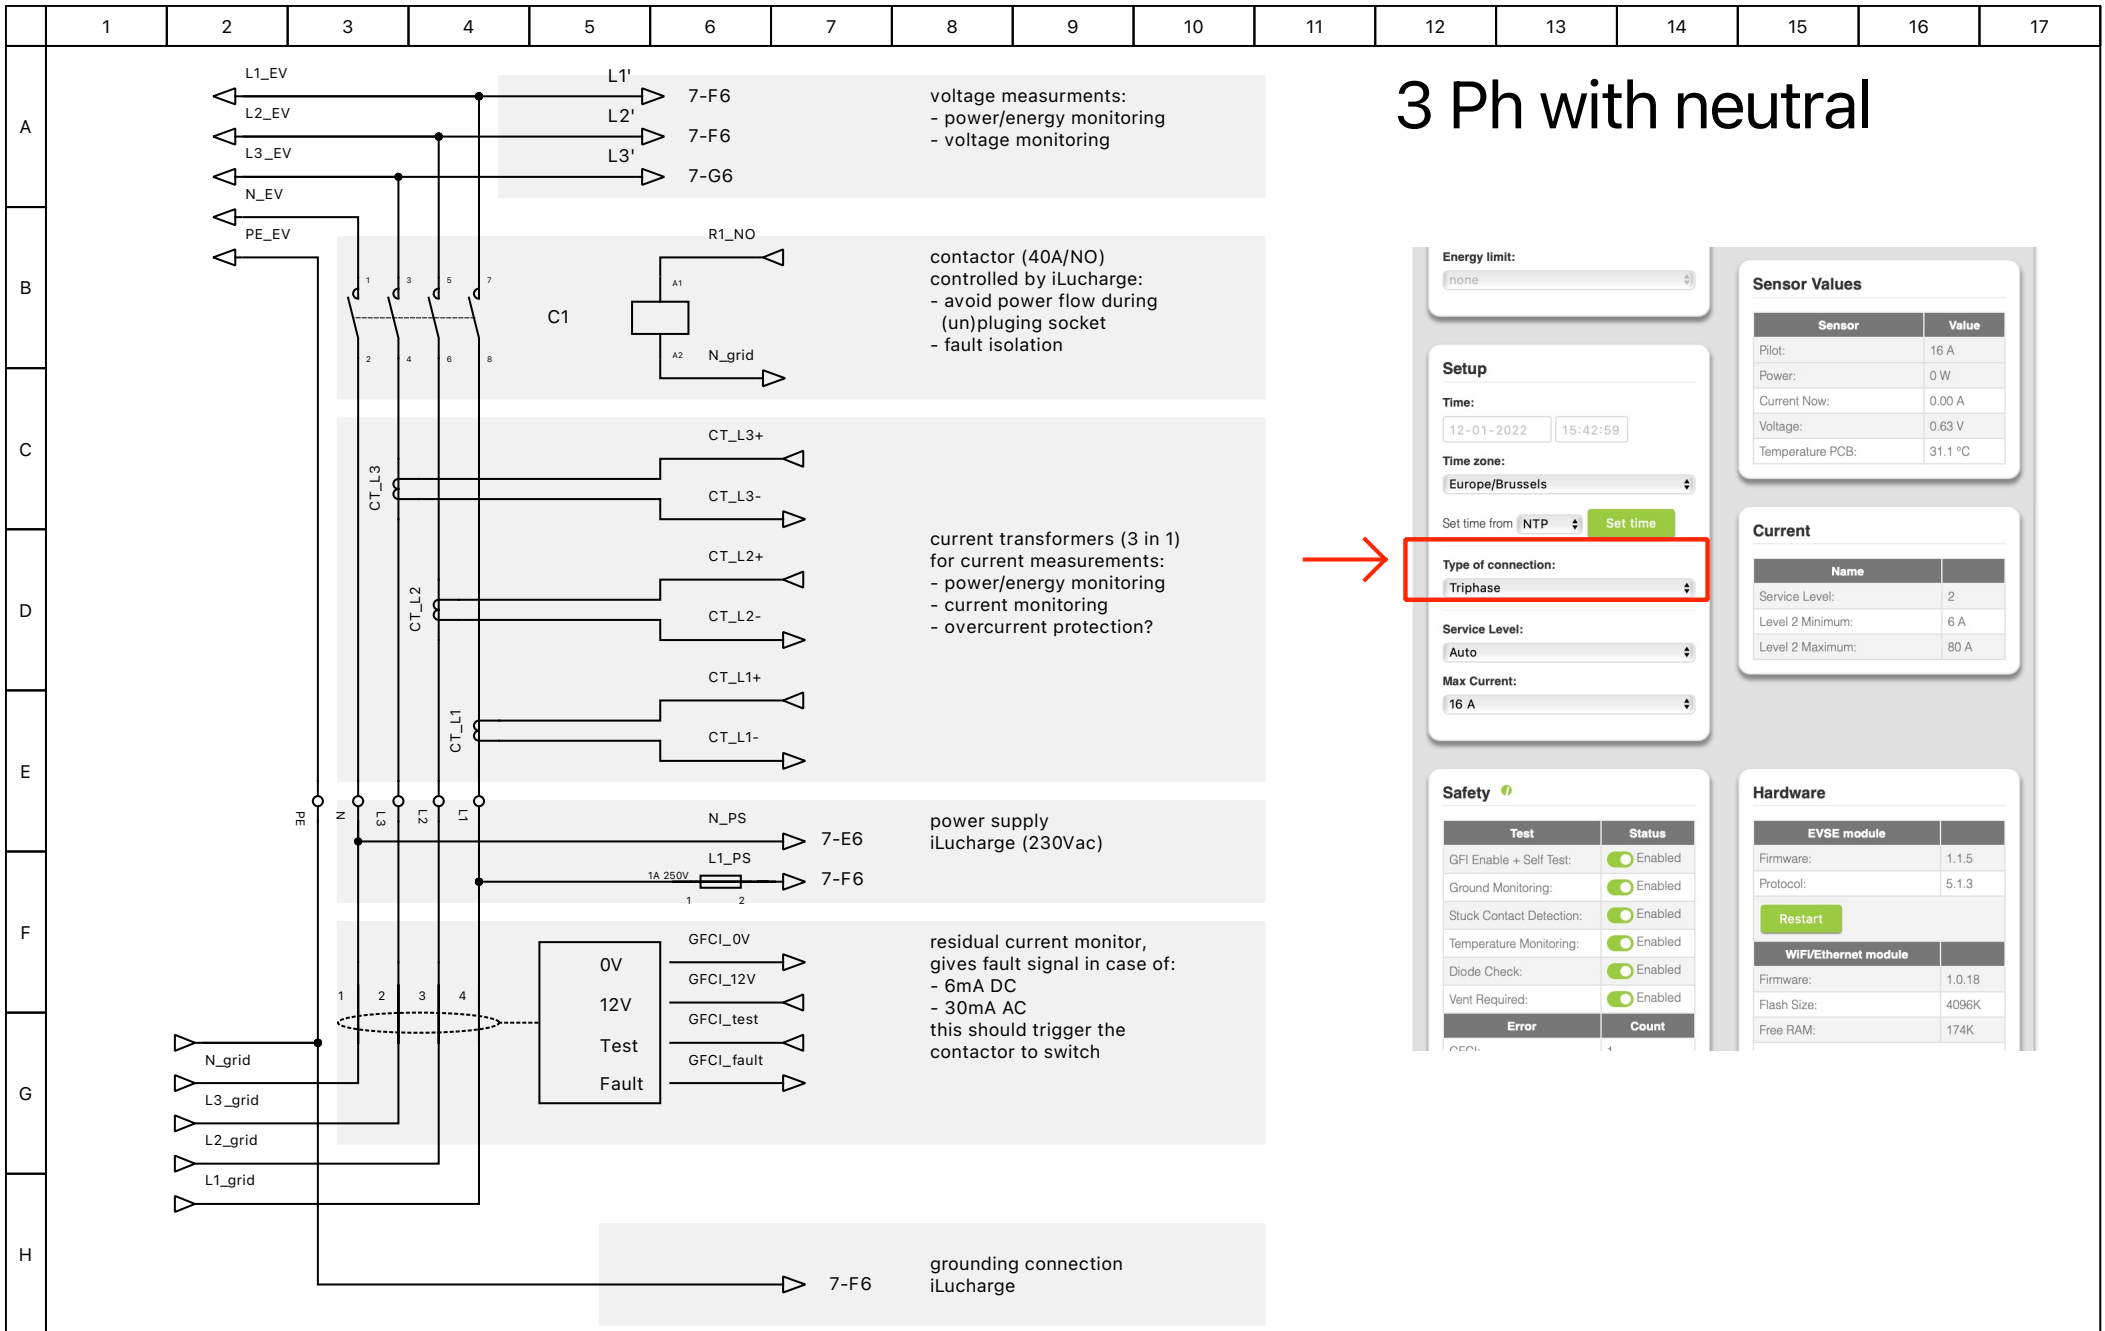 1 2 3 4 5 6 7 8 9 10 11 12 13 14 15 16 17
A
B
C
D
E
F
G
H
3 Ph with neutral
L1_EV
L2_EV
L3_EV
N_EV
PE_EV
L1'
7-F6
L2'
7-F6
L3'
7-G6
voltage measurments:
- power/energy monitoring
- voltage monitoring
1 3 5 7
2 4 6 8
C1
R1_NO
A1
A2
N_grid
contactor (40A/NO)
controlled by iLucharge:
- avoid power flow during
(un)pluging socket
- fault isolation
CT_L3
CT_L3+
CT_L3-
CT_L2
CT_L2+
CT_L2-
CT_L1
CT_L1+
CT_L1-
current transformers (3 in 1)
for current measurements:
- power/energy monitoring
- current monitoring
- overcurrent protection?
PE N L3 L2 L1
N_PS
7-E6
L1_PS
1A 250V
1 2
7-F6
power supply
iLucharge (230Vac)
1 2 3 4
0V
12V
Test
Fault
GFCI_0V
GFCI_12V
GFCI_test
GFCI_fault
residual current monitor,
gives fault signal in case of:
- 6mA DC
- 30mA AC
this should trigger the
contactor to switch
N_grid
L3_grid
L2_grid
L1_grid
7-F6
grounding connection
iLucharge
Energy limit:
none
Setup
Time:
12-01-2022 15:42:59
Time zone:
Europe/Brussels
Set time from NTP Set time
Type of connection:
Triphase
Service Level:
Auto
Max Current:
16 A
Sensor Values
Sensor Value
Pilot: 16 A
Power: 0 W
Current Now: 0.00 A
Voltage: 0.63 V
Temperature PCB: 31.1 °C
Current
Name
Service Level: 2
Level 2 Minimum: 6 A
Level 2 Maximum: 80 A
Safety
Test Status
GFI Enable + Self Test: Enabled
Ground Monitoring: Enabled
Stuck Contact Detection: Enabled
Temperature Monitoring: Enabled
Diode Check: Enabled
Vent Required: Enabled
Error Count
Hardware
EVSE module
Firmware: 1.1.5
Protocol: 5.1.3
Restart
WiFi/Ethernet module
Firmware: 1.0.18
Flash Size: 4096K
Free RAM: 174K